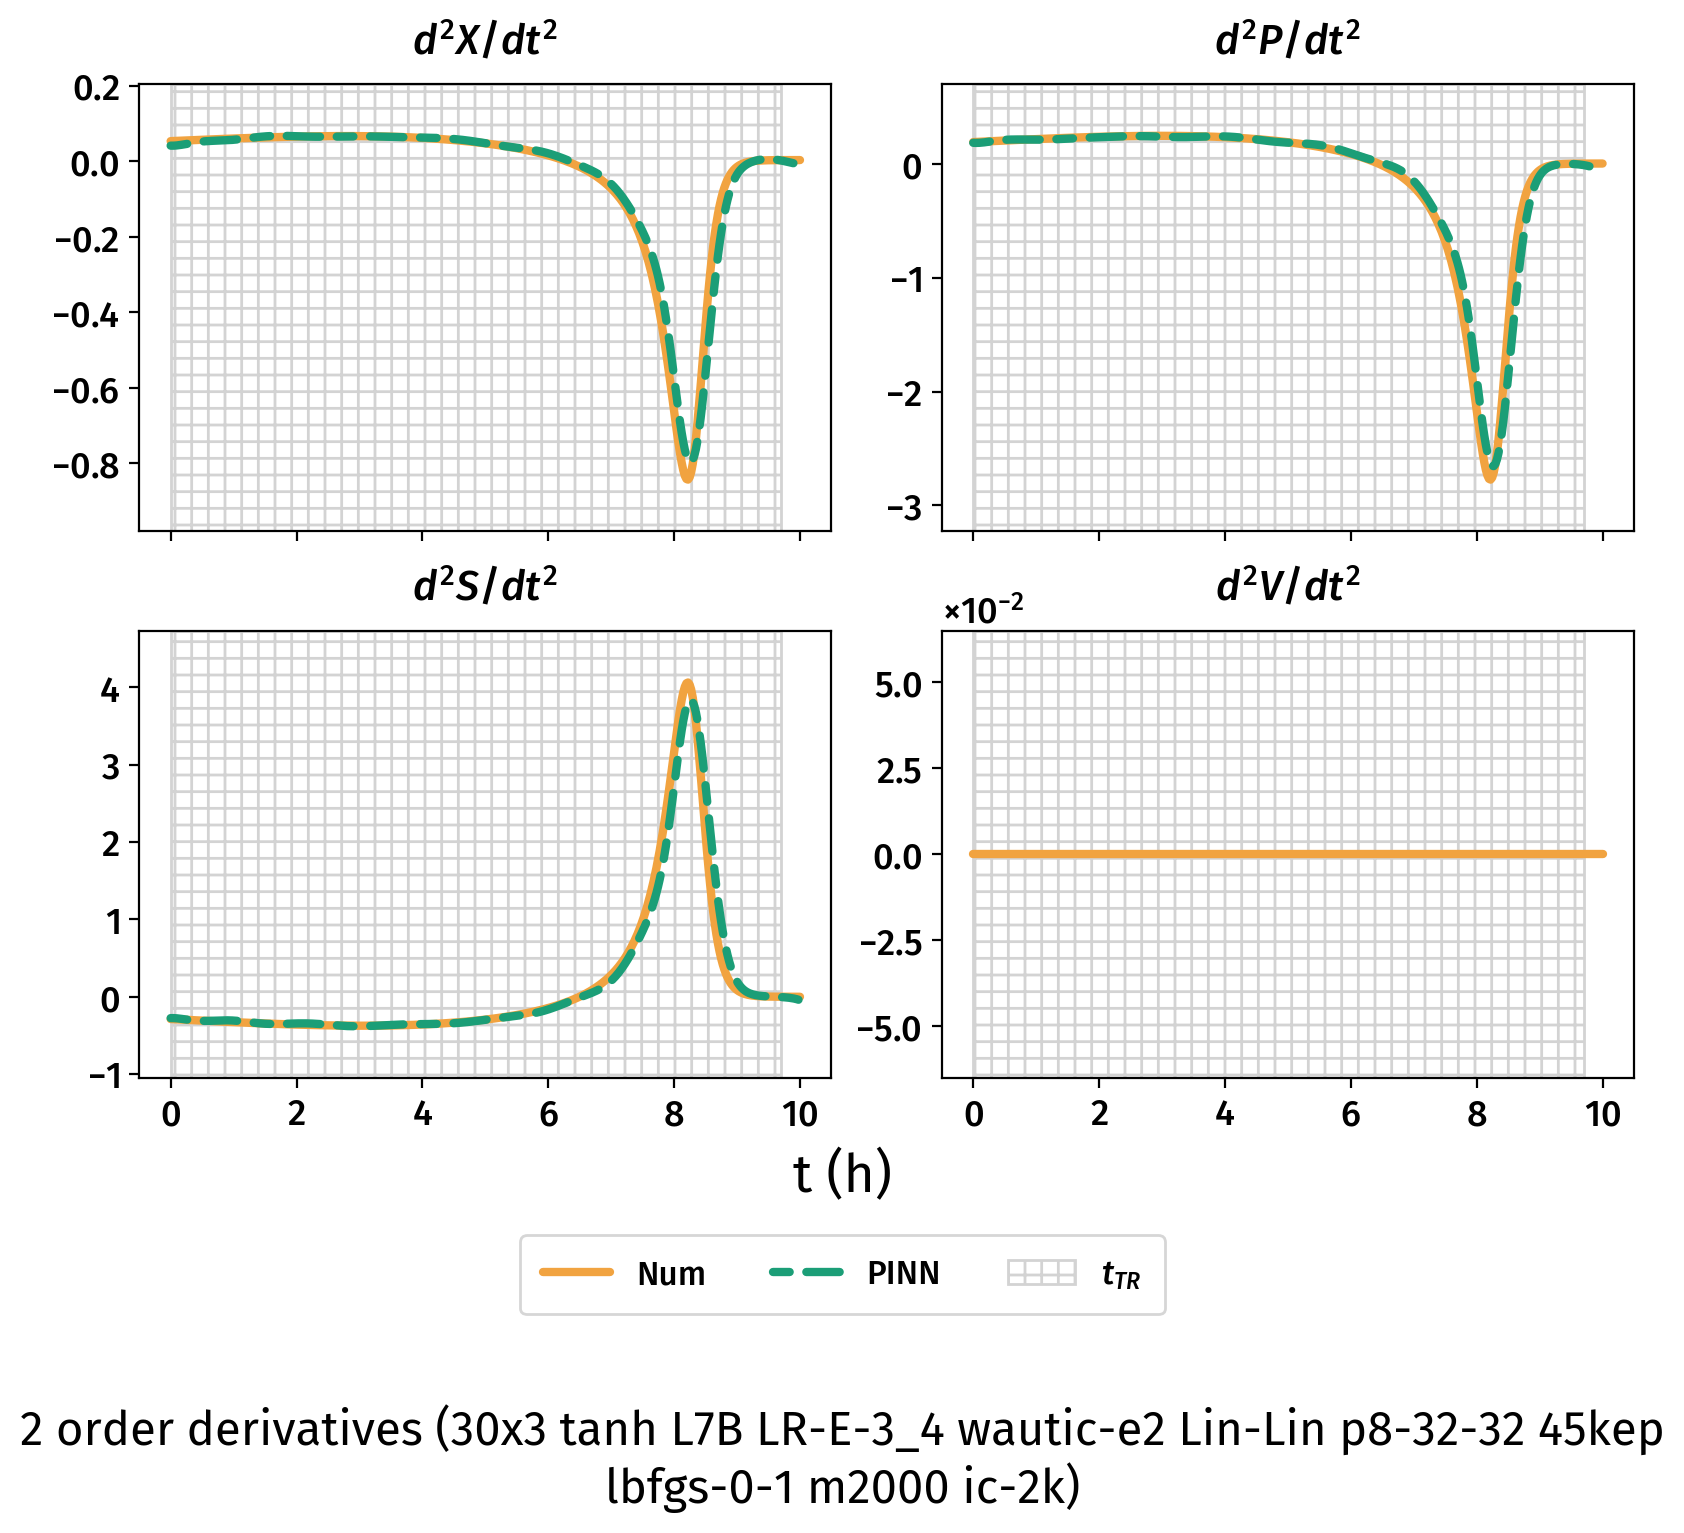 d²X/dt²
d²P/dt²
0.2
0.0
−0.2
−0.4
−0.6
−0.8
0
−1
−2
−3
d²S/dt²
d²V/dt²
×10⁻²
4
3
2
1
0
−1
5.0
2.5
0.0
−2.5
−5.0
0 2 4 6 8 10
0 2 4 6 8 10
t (h)
Num PINN t_TR
2 order derivatives (30x3 tanh L7B LR-E-3_4 wautic-e2 Lin-Lin p8-32-32 45kep
lbfgs-0-1 m2000 ic-2k)